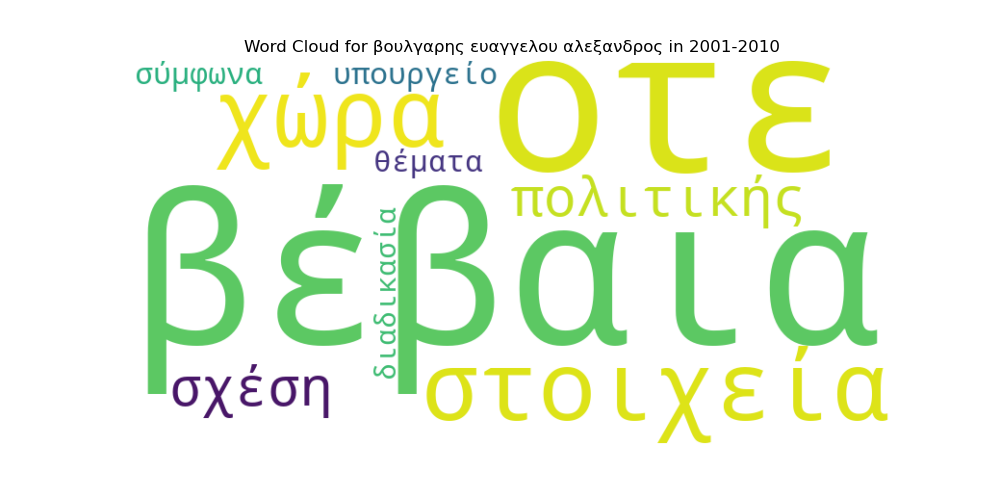 Word Cloud for βουλγαρης ευαγγελου αλεξανδρος in 2001-2010
σύμφωνα
υπουργείο
οτε
χώρα
θέματα
πολιτικής
βέβαια
διαδικασία
σχέση
στοιχεία